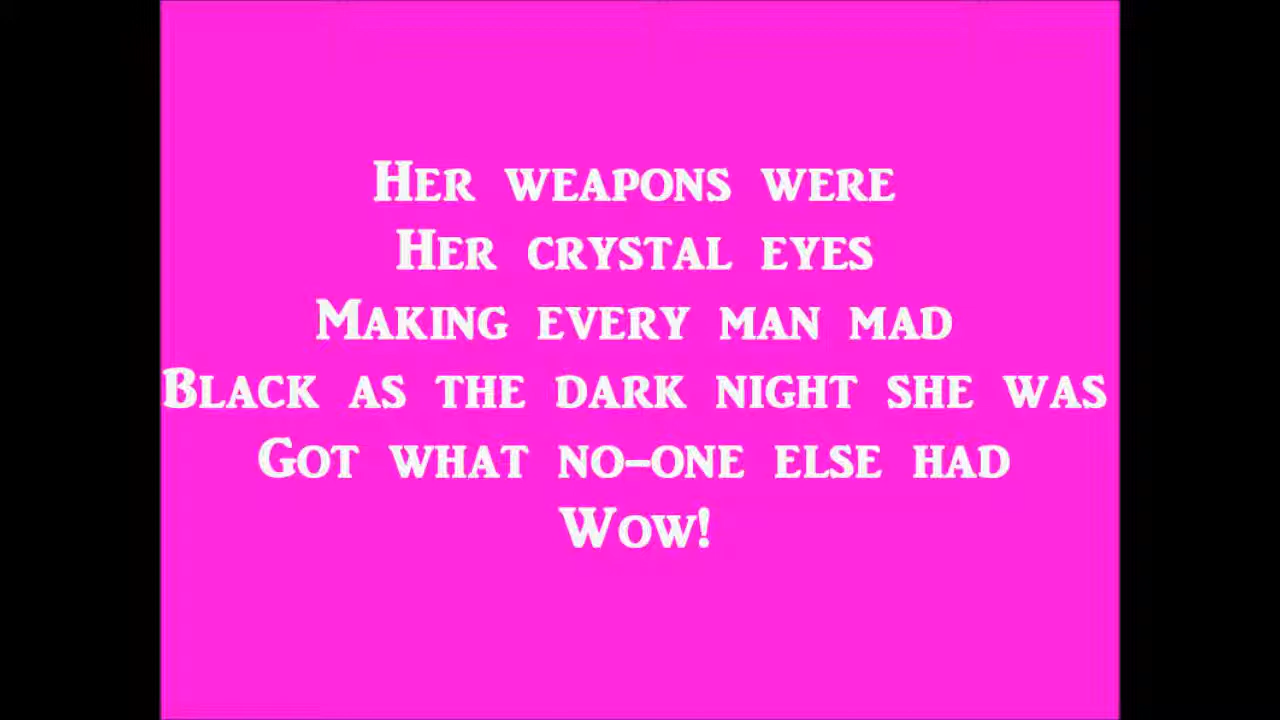 Her weapons were
Her crystal eyes
Making every man mad
Black as the dark night she was
Got what no-one else had
Wow!